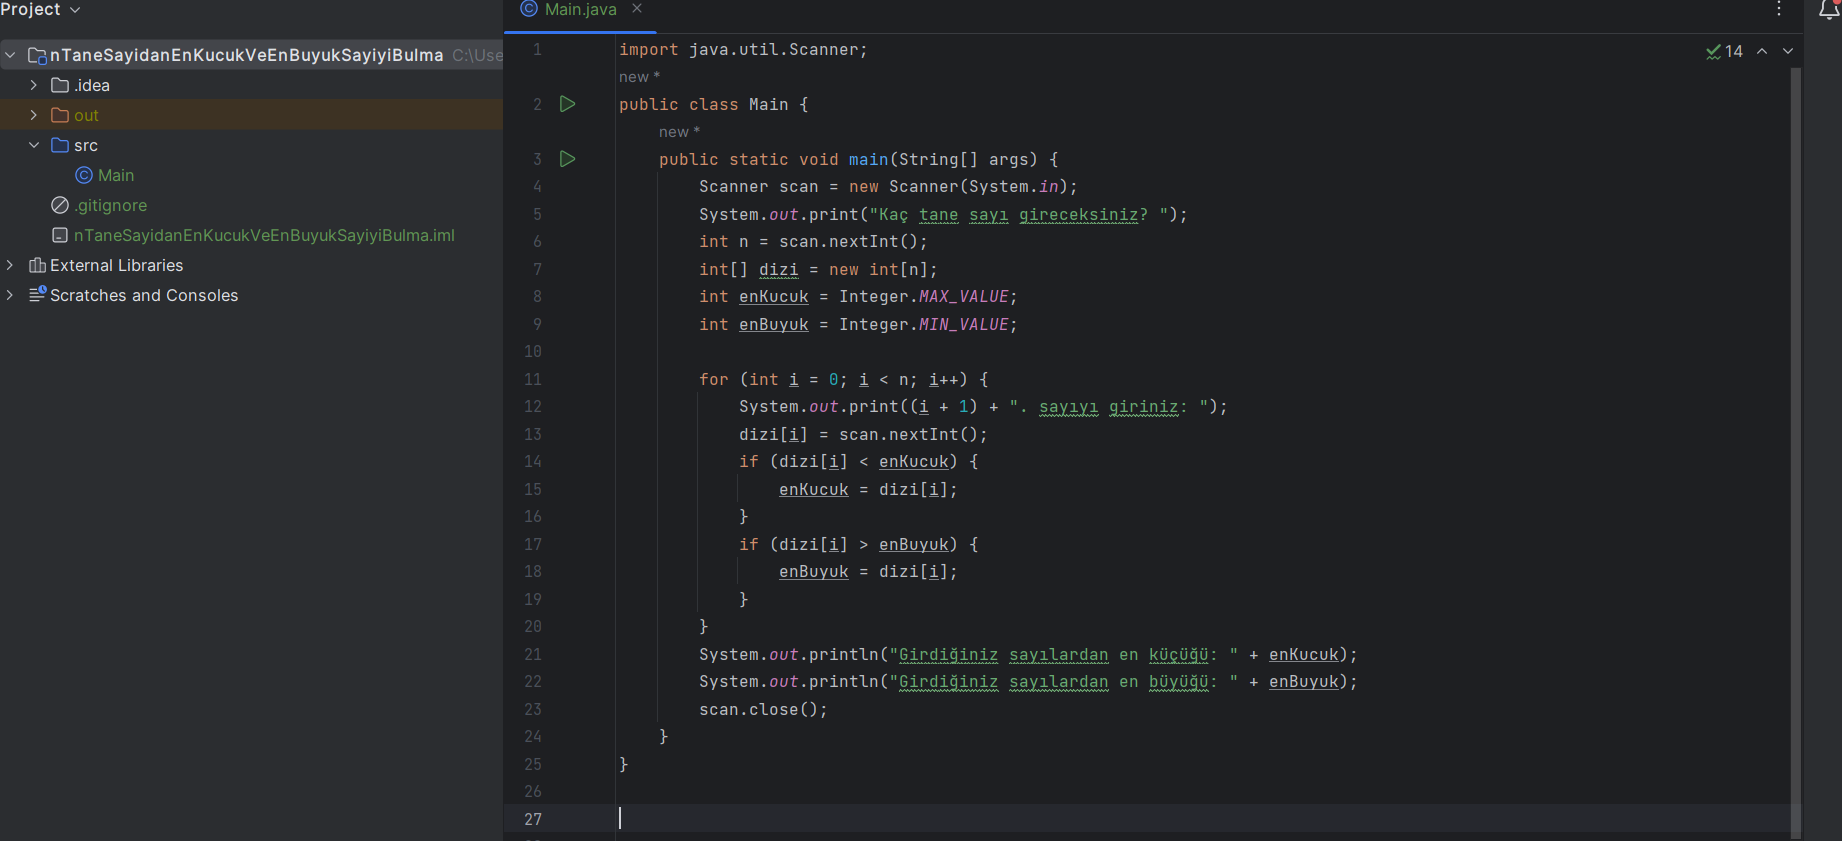 Project
nTaneSayidanEnKucukVeEnBuyukSayiyiBulma C:\Use
.idea
out
src
Main
.gitignore
nTaneSayidanEnKucukVeEnBuyukSayiyiBulma.iml
External Libraries
Scratches and Consoles
Main.java
14
1 import java.util.Scanner;
new *
2 public class Main {
new *
3 public static void main(String[] args) {
4 Scanner scan = new Scanner(System.in);
5 System.out.print("Kaç tane sayı gireceksiniz? ");
6 int n = scan.nextInt();
7 int[] dizi = new int[n];
8 int enKucuk = Integer.MAX_VALUE;
9 int enBuyuk = Integer.MIN_VALUE;
10
11 for (int i = 0; i < n; i++) {
12 System.out.print((i + 1) + ". sayıyı giriniz: ");
13 dizi[i] = scan.nextInt();
14 if (dizi[i] < enKucuk) {
15 enKucuk = dizi[i];
16 }
17 if (dizi[i] > enBuyuk) {
18 enBuyuk = dizi[i];
19 }
20 }
21 System.out.println("Girdiğiniz sayılardan en küçüğü: " + enKucuk);
22 System.out.println("Girdiğiniz sayılardan en büyüğü: " + enBuyuk);
23 scan.close();
24 }
25 }
26
27